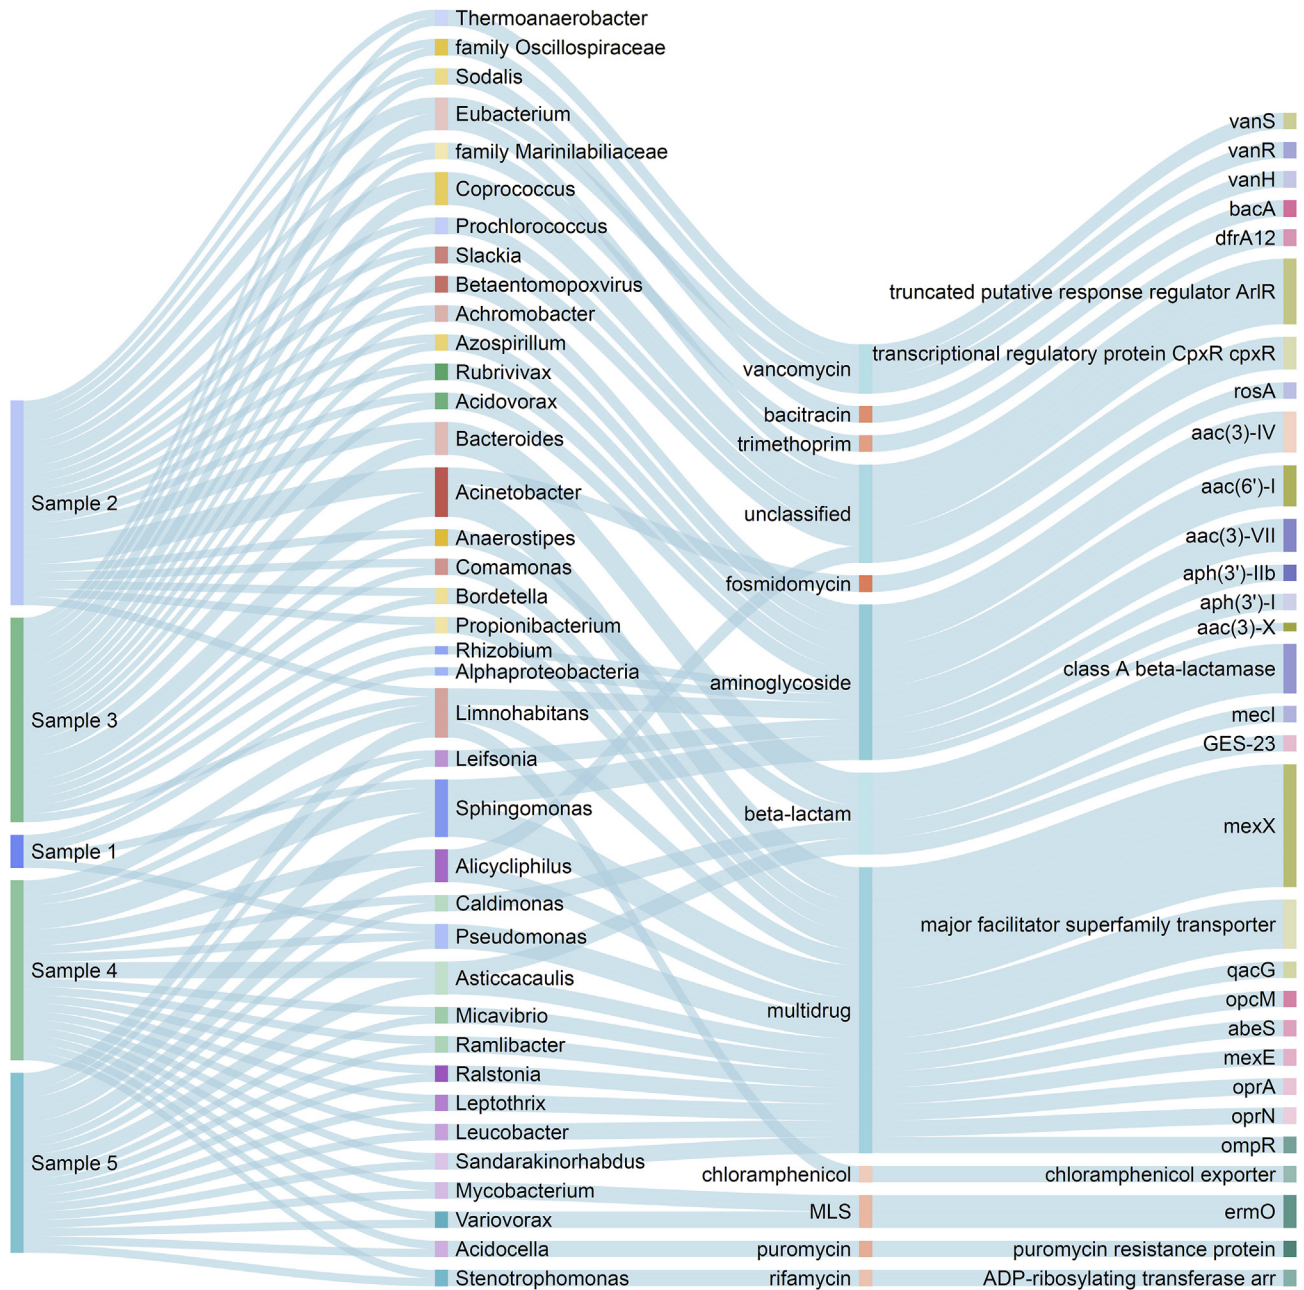 Sample 2
Sample 3
Sample 1
Sample 4
Sample 5
Thermoanaerobacter
family Oscillospiraceae
Sodalis
Eubacterium
family Marinilabiliaceae
Coprococcus
Prochlorococcus
Slackia
Betaentomopoxvirus
Achromobacter
Azospirillum
Rubrivivax
Acidovorax
Bacteroides
Acinetobacter
Anaerostipes
Comamonas
Bordetella
Propionibacterium
Rhizobium
Alphaproteobacteria
Limnohabitans
Leifsonia
Sphingomonas
Alicycliphilus
Caldimonas
Pseudomonas
Asticcacaulis
Micavibrio
Ramlibacter
Ralstonia
Leptothrix
Leucobacter
Sandarakinorhabdus
Mycobacterium
Variovorax
Acidocella
Stenotrophomonas
vancomycin
bacitracin
trimethoprim
unclassified
fosmidomycin
aminoglycoside
beta-lactam
multidrug
chloramphenicol
MLS
puromycin
rifamycin
vanS
vanR
vanH
bacA
dfrA12
truncated putative response regulator ArlR
transcriptional regulatory protein CpxR cpxR
rosA
aac(3)-IV
aac(6')-I
aac(3)-VII
aph(3')-IIb
aph(3')-I
aac(3)-X
class A beta-lactamase
mecI
GES-23
mexX
major facilitator superfamily transporter
qacG
opcM
abeS
mexE
oprA
oprN
ompR
chloramphenicol exporter
ermO
puromycin resistance protein
ADP-ribosylating transferase arr